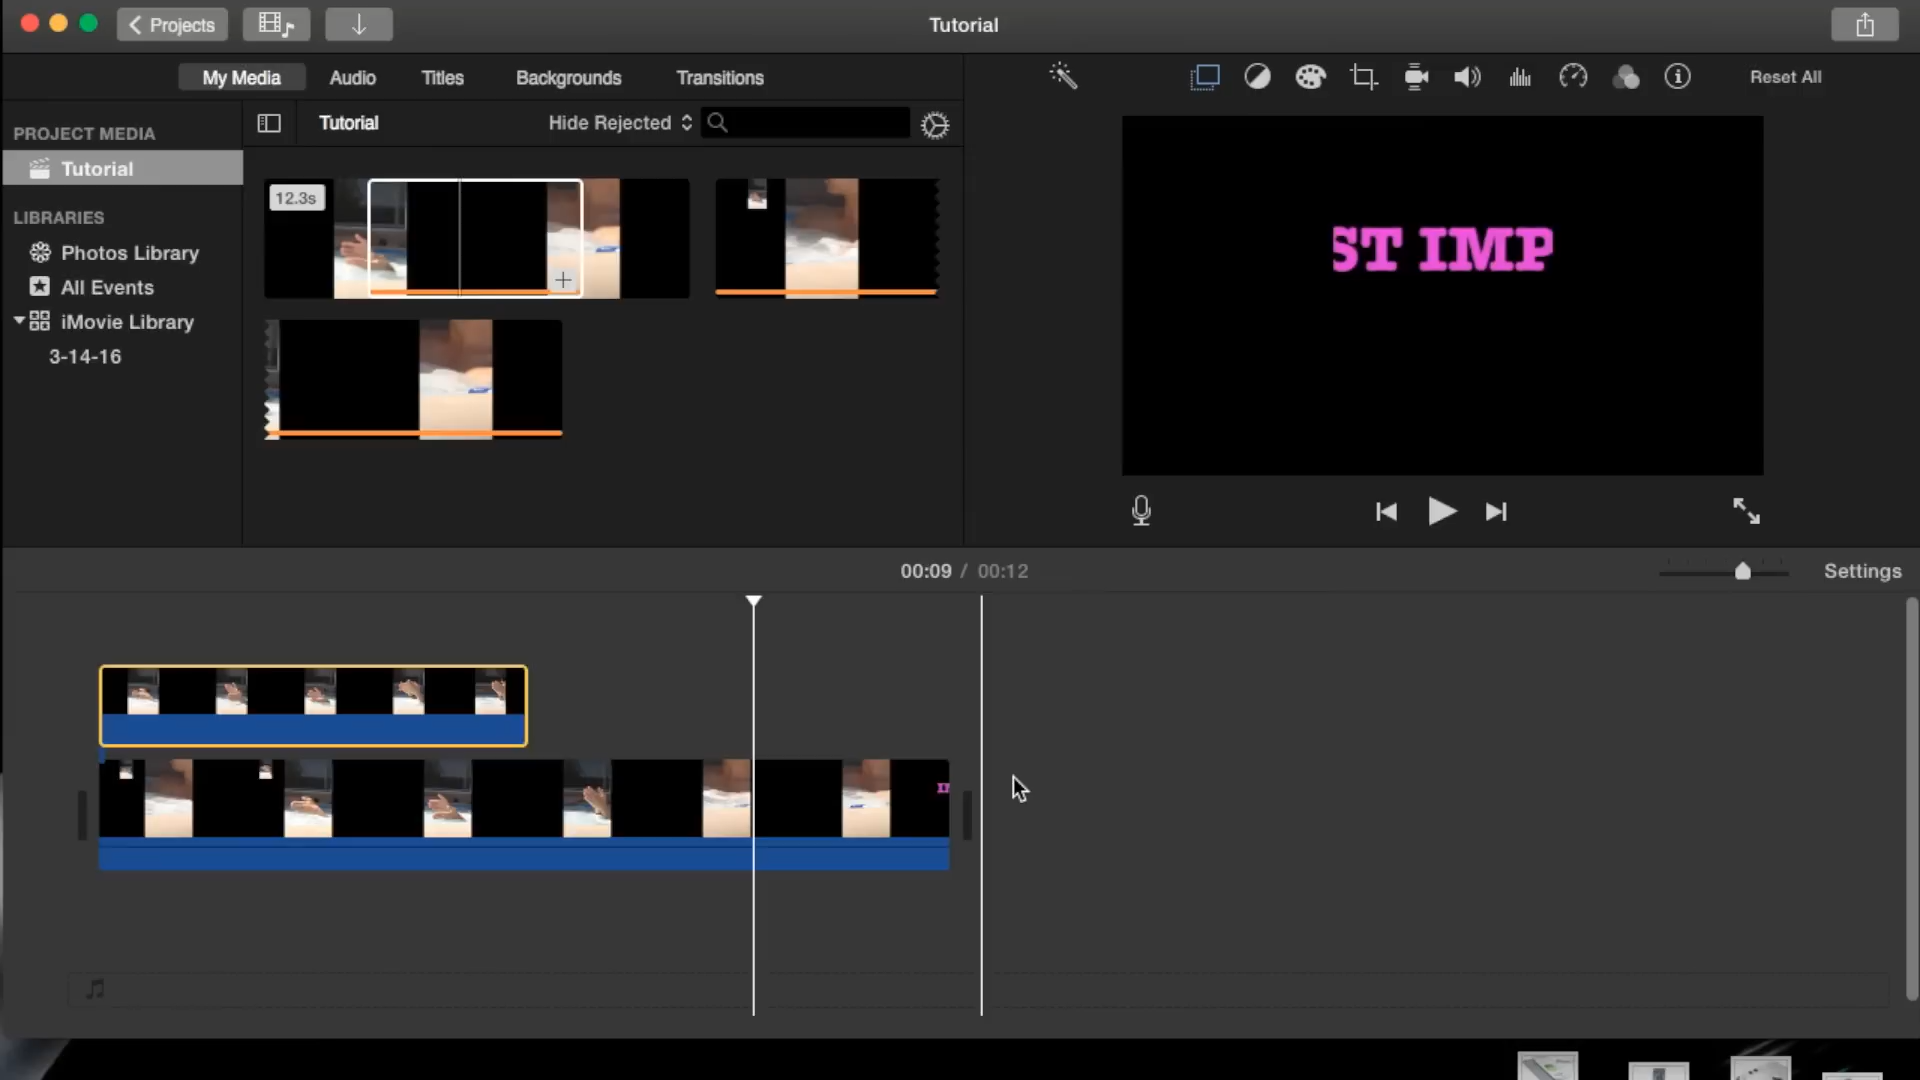 Projects
Tutorial
My Media
Audio
Titles
Backgrounds
Transitions
Reset All
PROJECT MEDIA
Tutorial
Hide Rejected
Tutorial
12.3s
LIBRARIES
Photos Library
All Events
iMovie Library
3-14-16
ST IMP
00:09 / 00:12
Settings